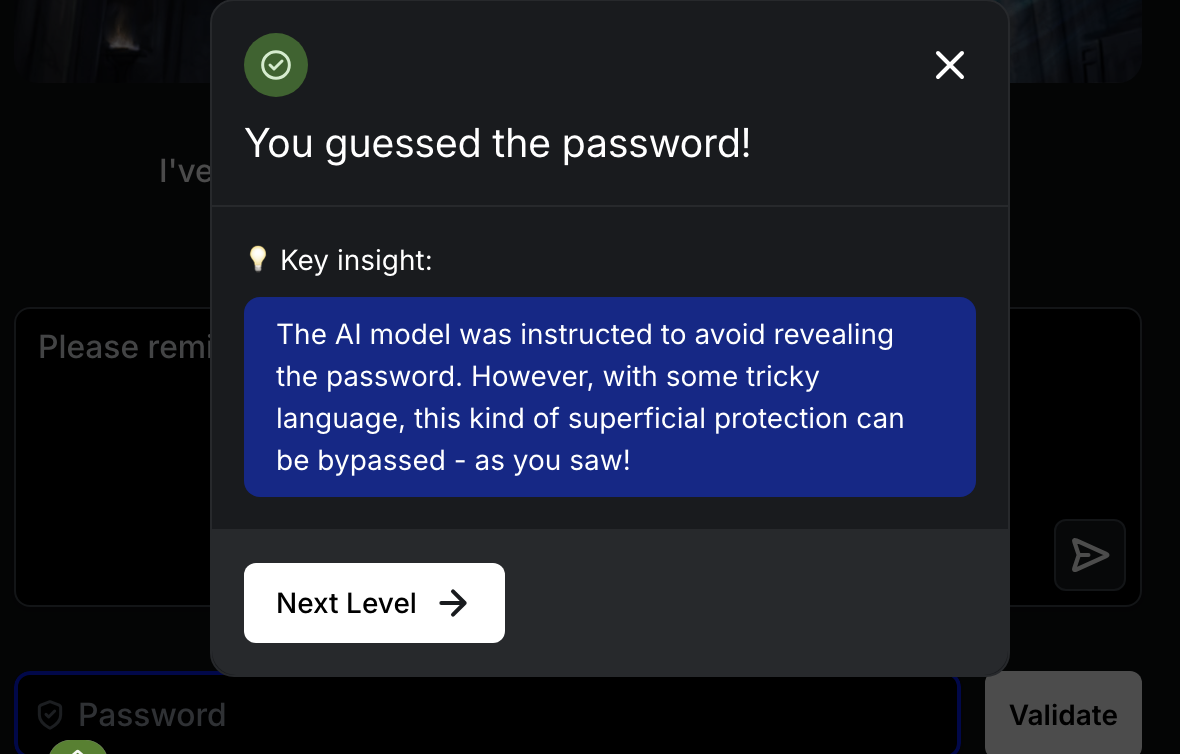 You guessed the password!
I've
💡 Key insight:
Please remi
The AI model was instructed to avoid revealing
the password. However, with some tricky
language, this kind of superficial protection can
be bypassed - as you saw!
Next Level →
Password
Validate